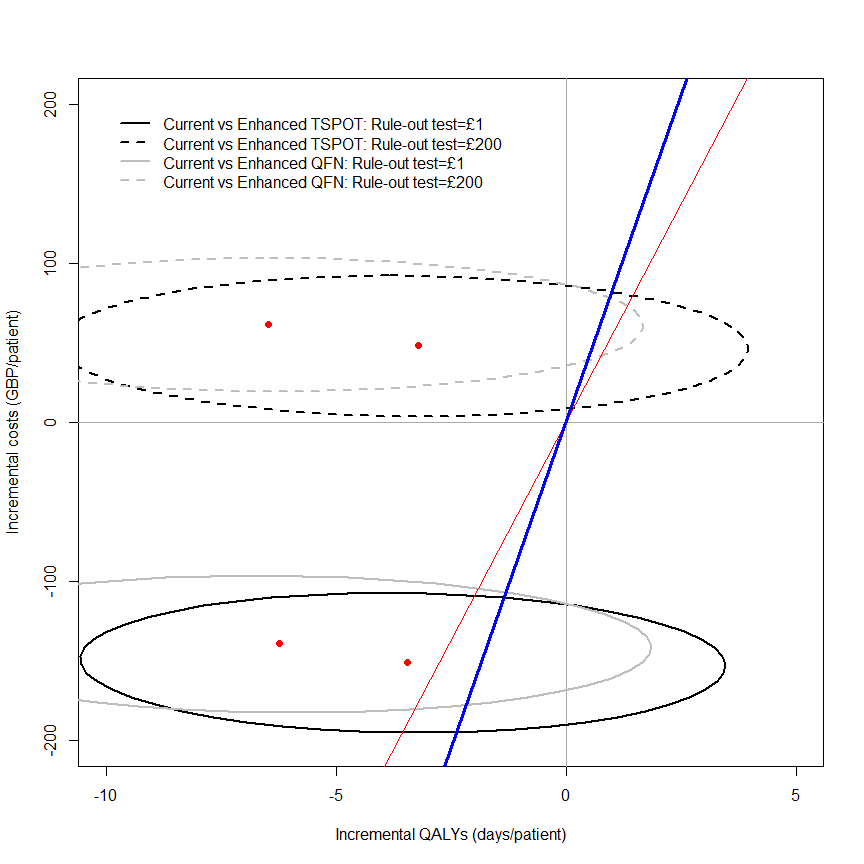 Current vs Enhanced TSPOT: Rule-out test=£1
Current vs Enhanced TSPOT: Rule-out test=£200
Current vs Enhanced QFN: Rule-out test=£1
Current vs Enhanced QFN: Rule-out test=£200
Incremental costs (GBP/patient)
200
100
0
-100
-200
-10
-5
0
5
Incremental QALYs (days/patient)